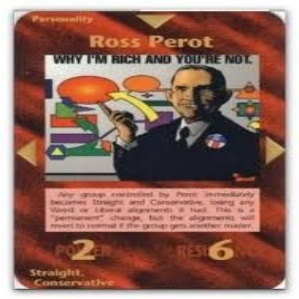 Personality
Ross Perot
WHY I'M RICH AND YOU'RE NOT.
Any group controlled by Perot immediately
becomes Straight and Conservative, losing any
Weird or Liberal alignments it had. This is a
"permanent" change, but the alignments will
revert to normal if the group gets another master.
POWER 2 RESISTANCE 6
Straight,
Conservative